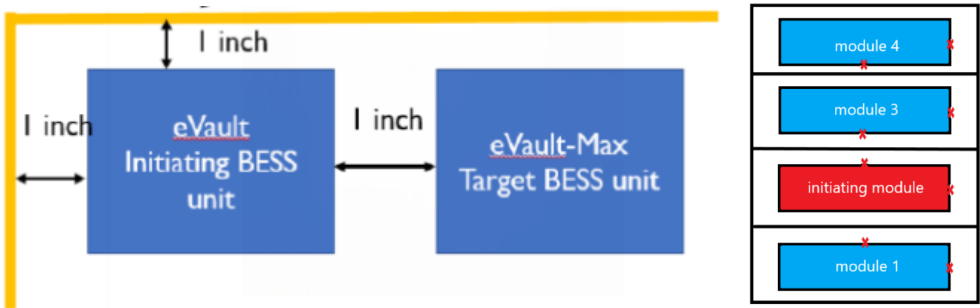 1 inch
1 inch
eVault
Initiating BESS
unit
1 inch
eVault-Max
Target BESS unit
module 4
module 3
initiating module
module 1